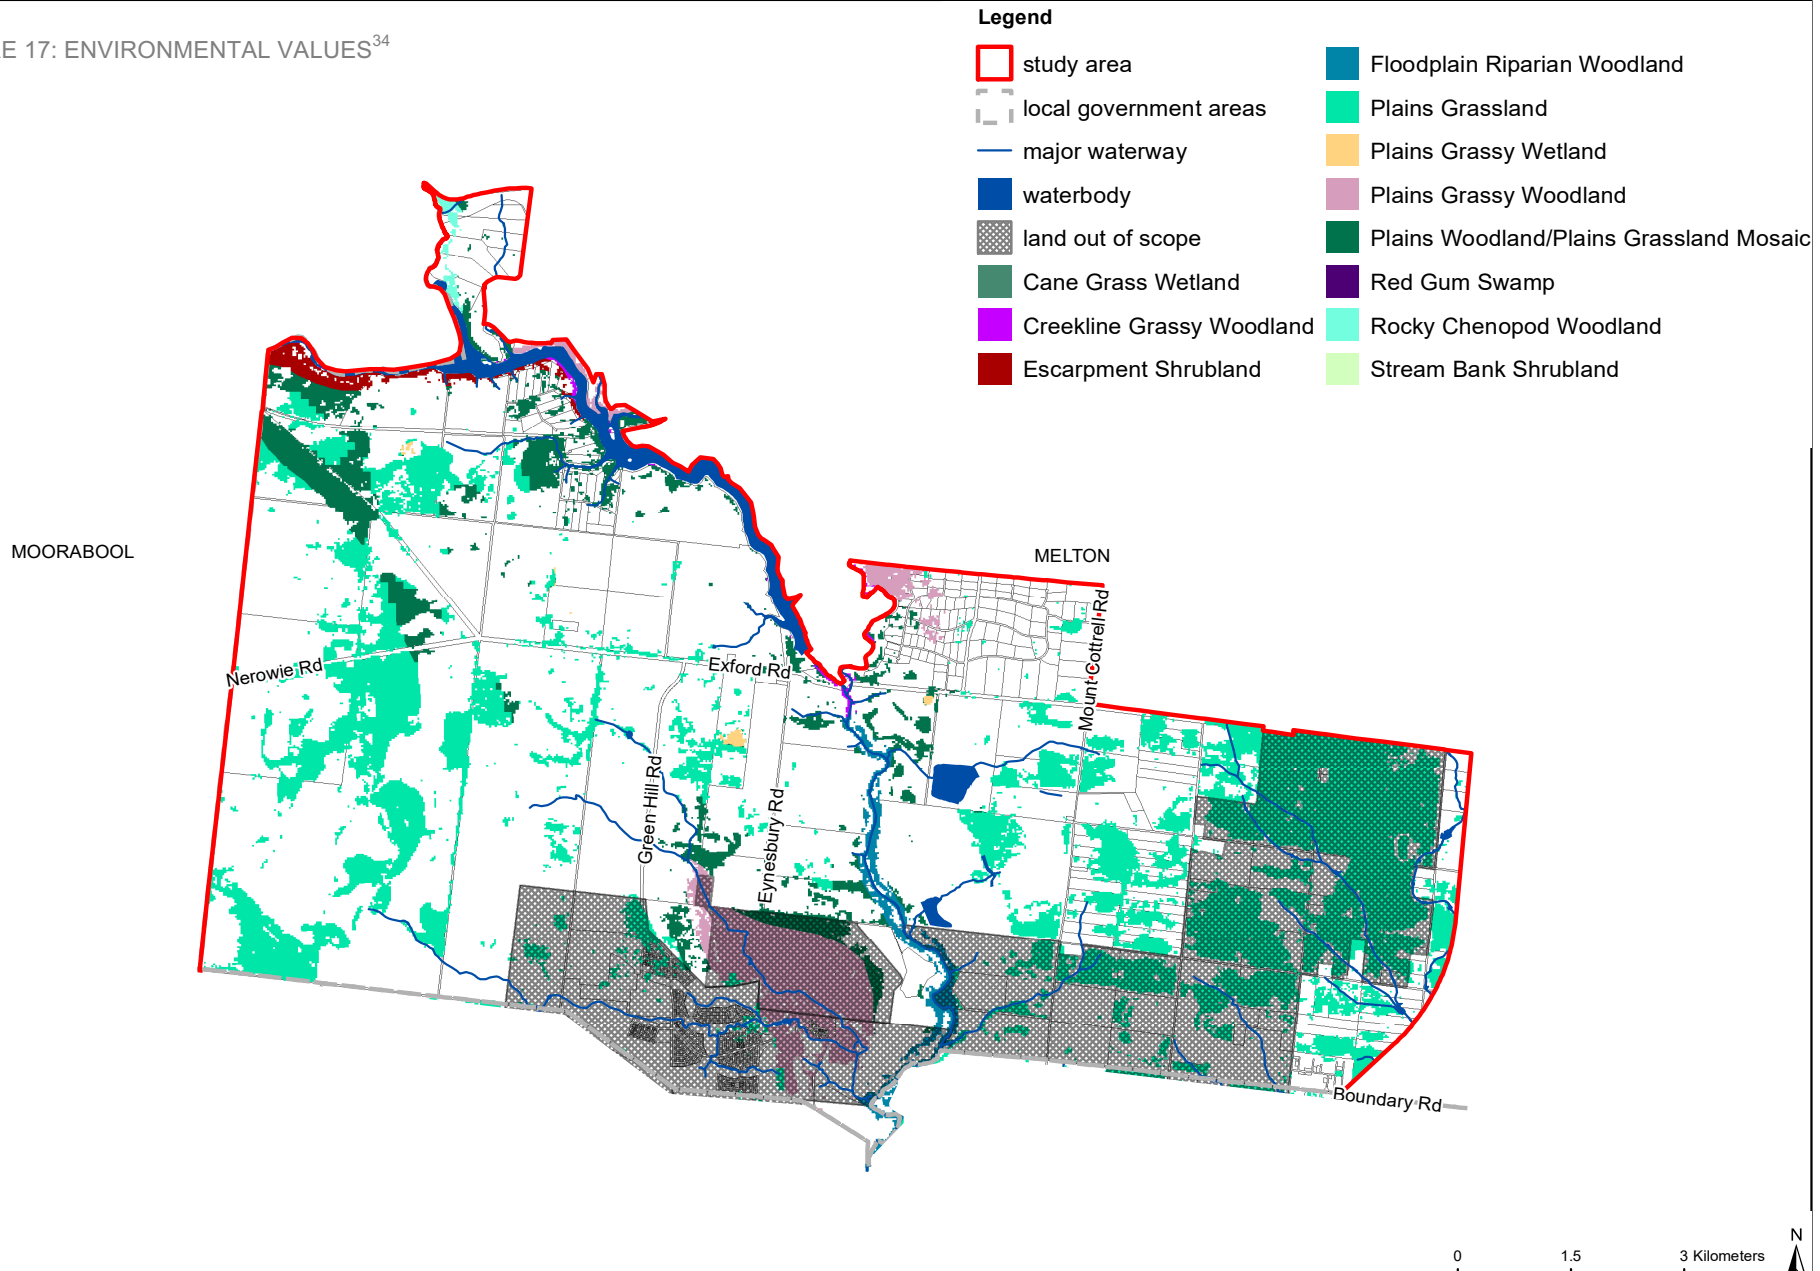 E 17: ENVIRONMENTAL VALUES34
Legend
study area
local government areas
major waterway
waterbody
land out of scope
Cane Grass Wetland
Creekline Grassy Woodland
Escarpment Shrubland
Floodplain Riparian Woodland
Plains Grassland
Plains Grassy Wetland
Plains Grassy Woodland
Plains Woodland/Plains Grassland Mosaic
Red Gum Swamp
Rocky Chenopod Woodland
Stream Bank Shrubland
MOORABOOL
MELTON
Mount Cottrell Rd
Nerowie Rd
Exford Rd
Green Hill Rd
Eynesbury Rd
Boundary Rd
N
0 1.5 3 Kilometers